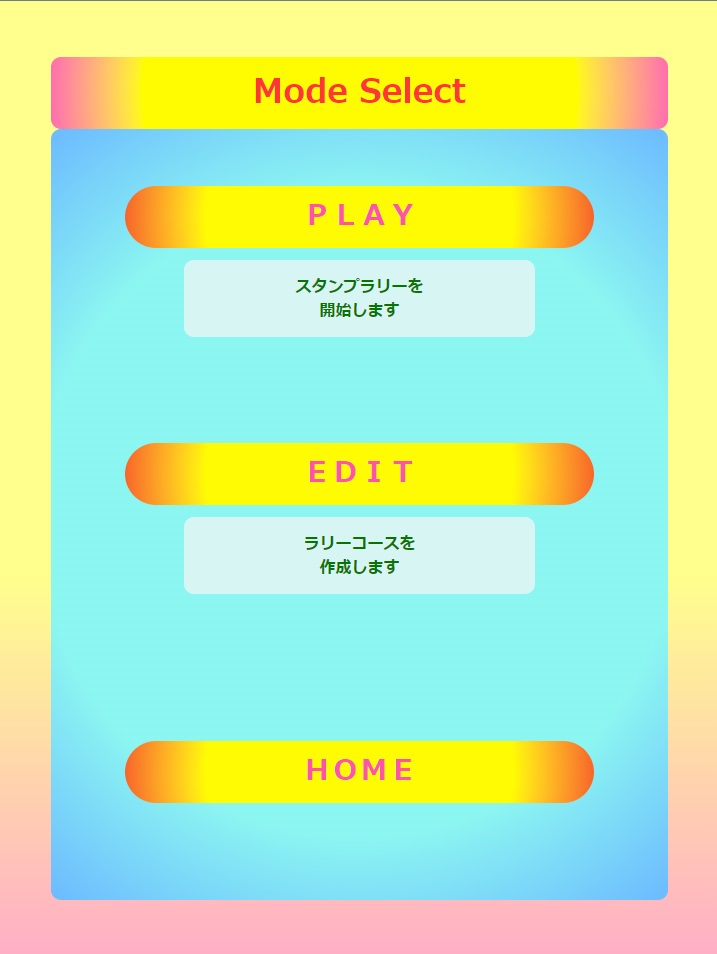 Mode Select
ＰＬＡＹ
スタンプラリーを
開始します
ＥＤＩＴ
ラリーコースを
作成します
ＨＯＭＥ